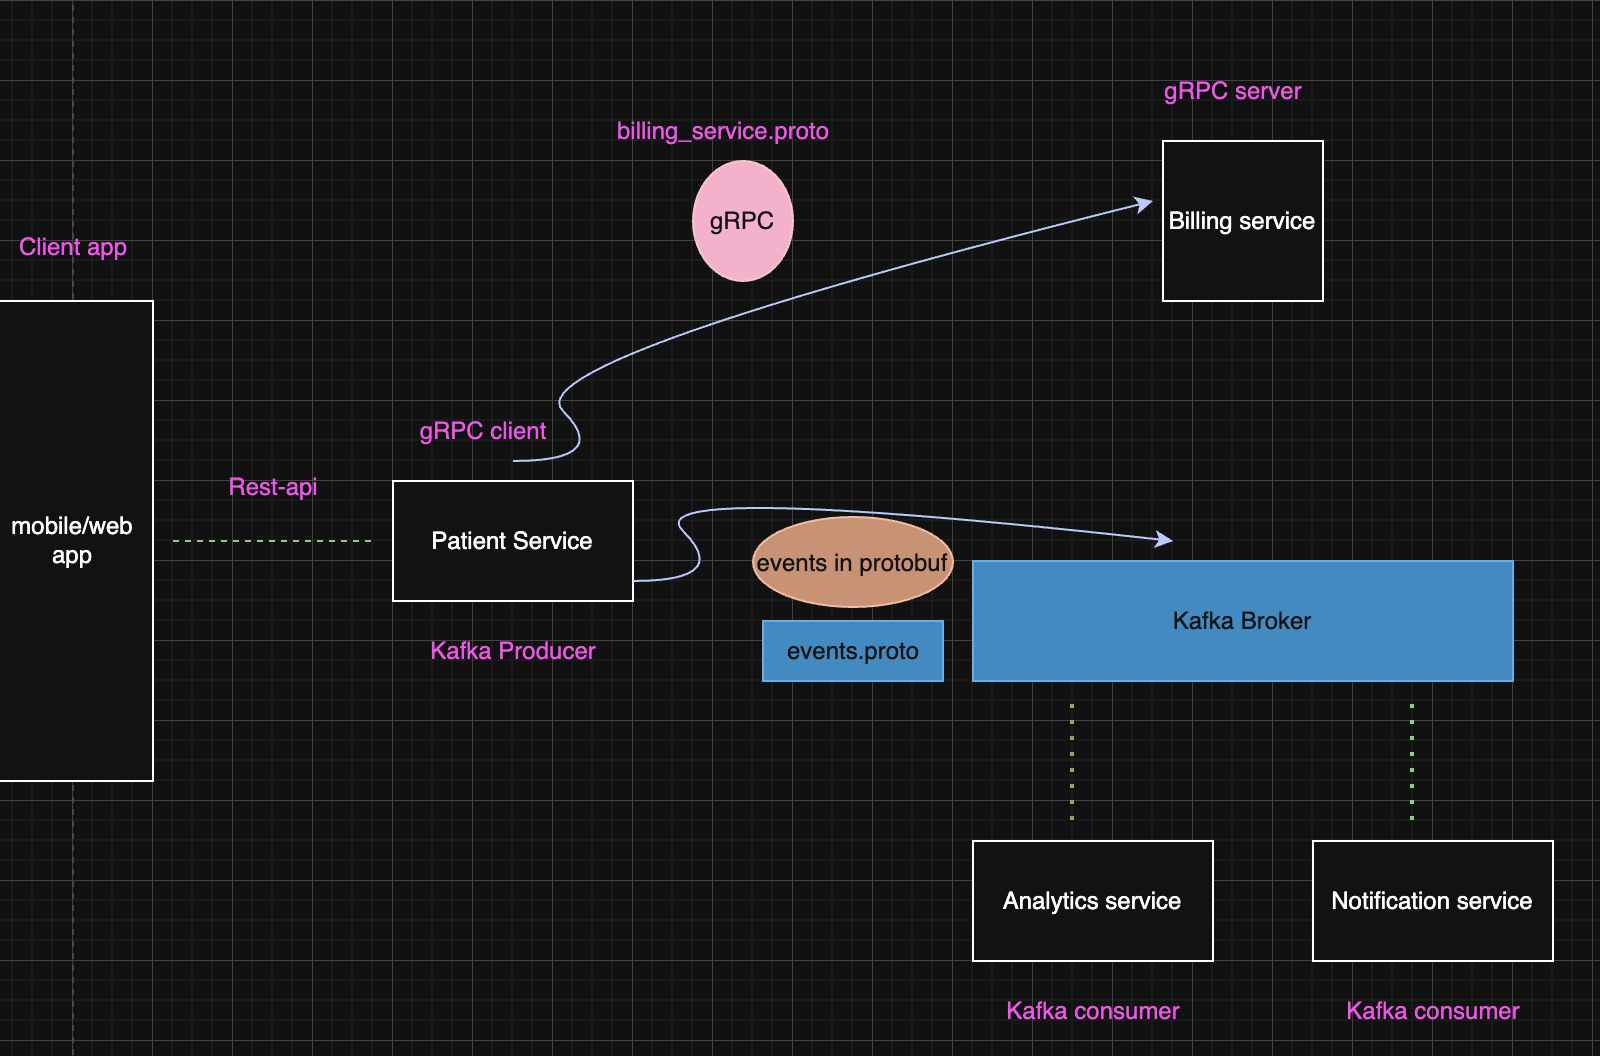 gRPC server
billing_service.proto
gRPC
Billing service
Client app
gRPC client
Rest-api
mobile/web
app
Patient Service
events in protobuf
Kafka Broker
Kafka Producer
events.proto
Analytics service
Notification service
Kafka consumer
Kafka consumer